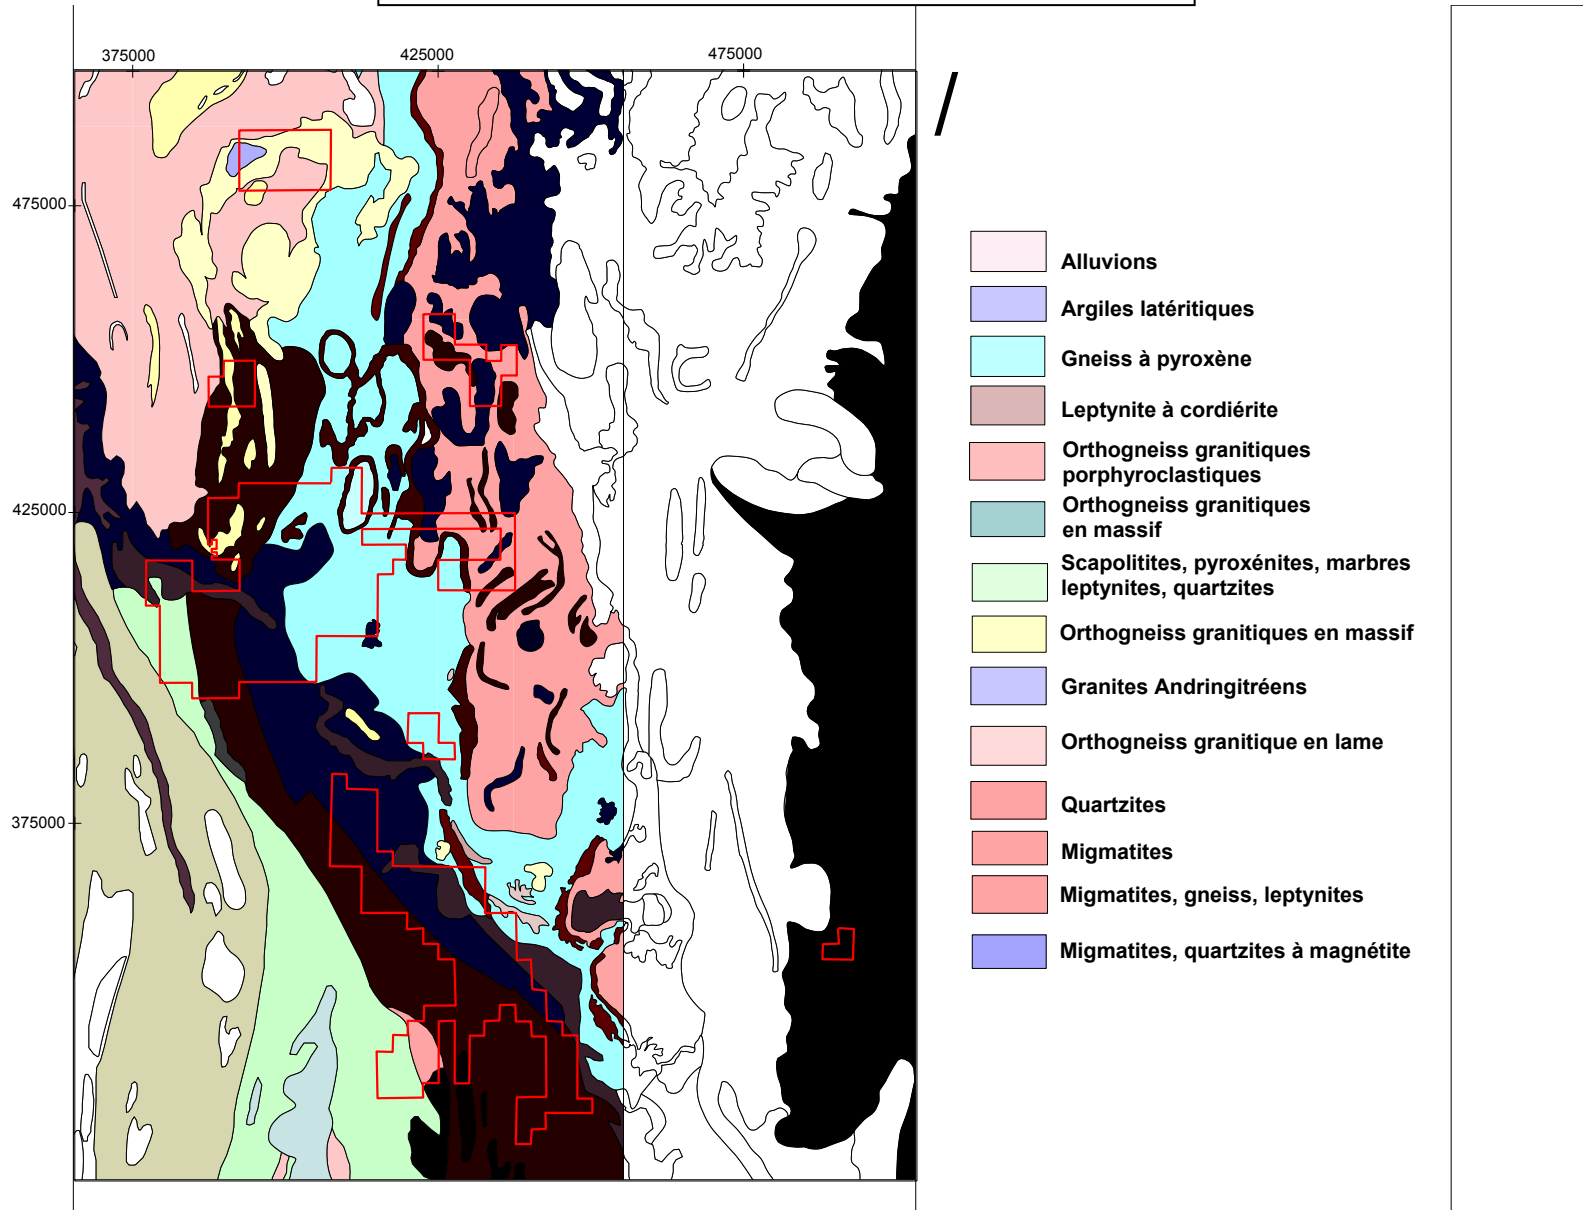 375000
425000
475000
475000
425000
375000
/
Alluvions
Argiles latéritiques
Gneiss à pyroxène
Leptynite à cordiérite
Orthogneiss granitiques
porphyroclastiques
Orthogneiss granitiques
en massif
Scapolitites, pyroxénites, marbres
leptynites, quartzites
Orthogneiss granitiques en massif
Granites Andringitréens
Orthogneiss granitique en lame
Quartzites
Migmatites
Migmatites, gneiss, leptynites
Migmatites, quartzites à magnétite